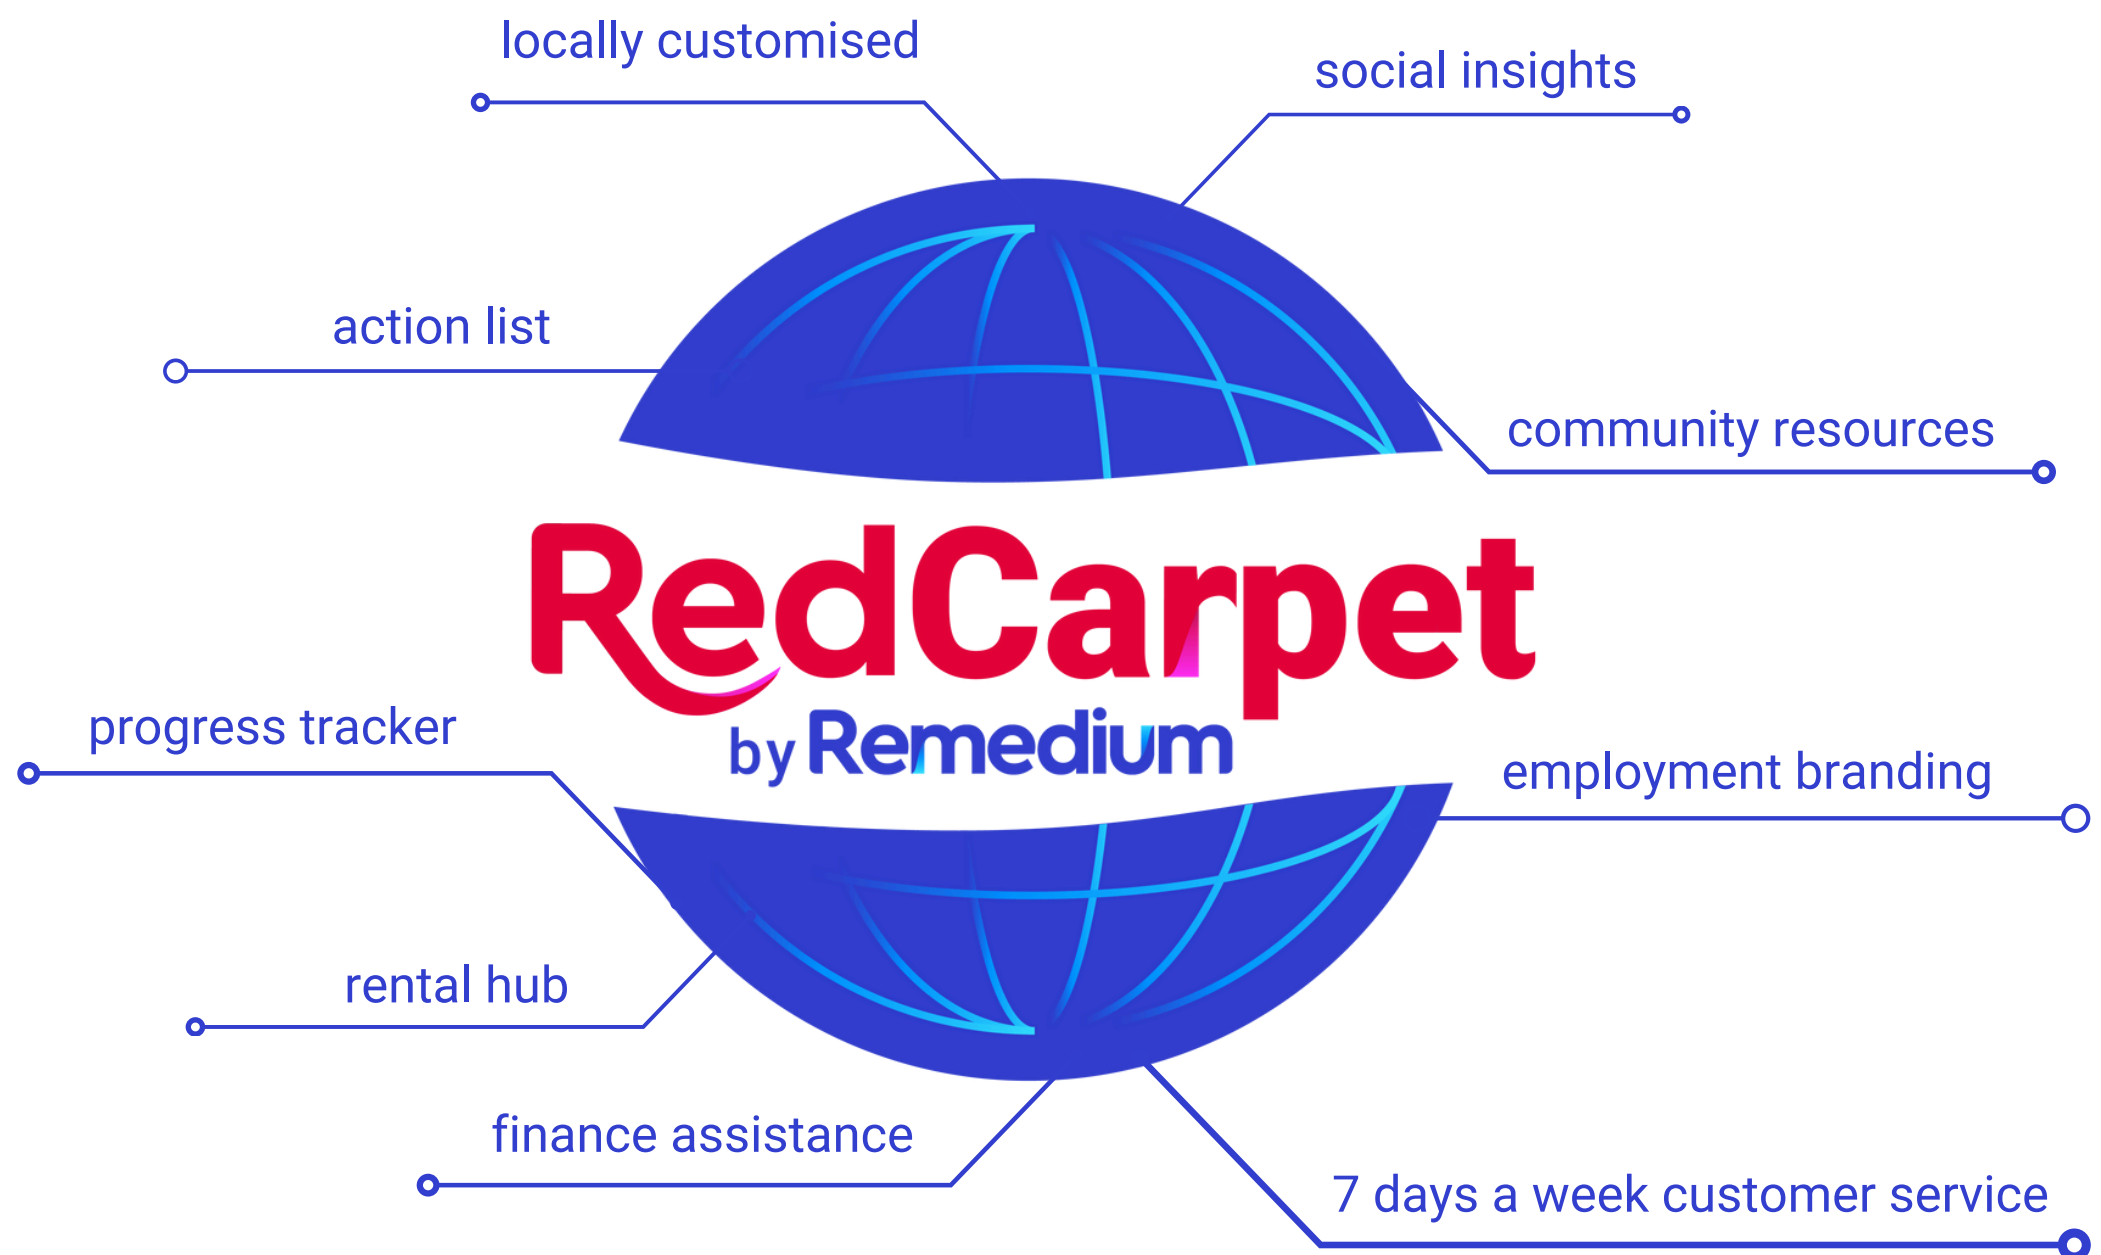 locally customised
social insights
action list
community resources
RedCarpet
by Remedium
progress tracker
employment branding
rental hub
finance assistance
7 days a week customer service